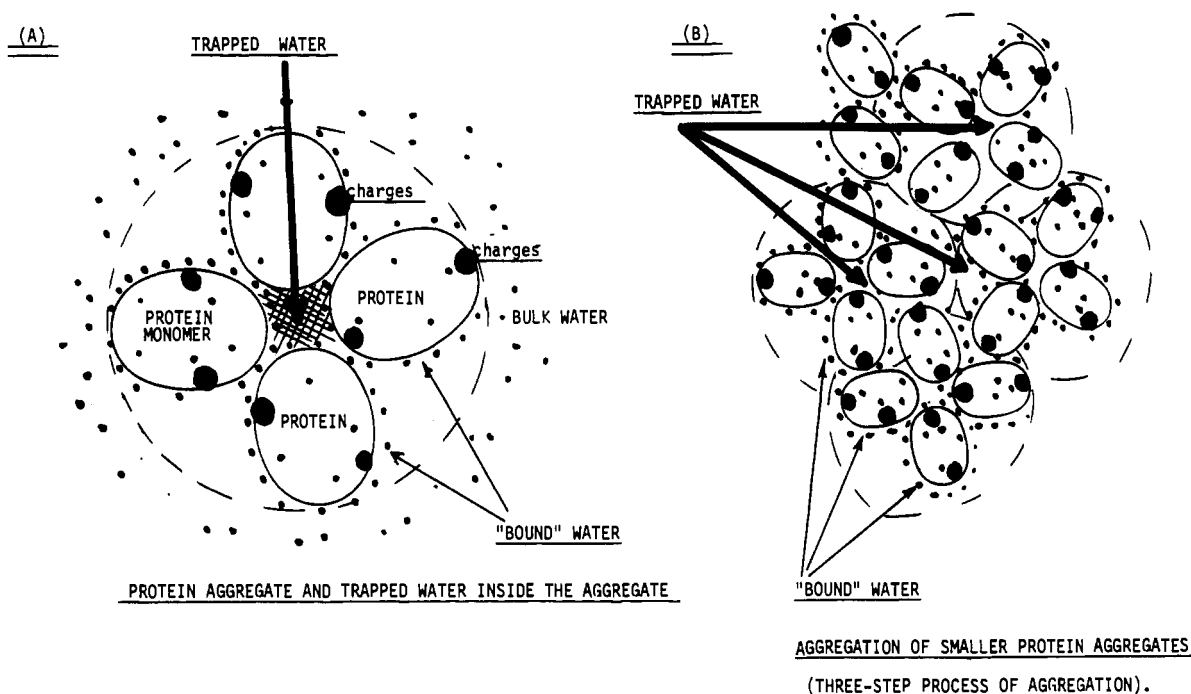 (A)
TRAPPED WATER
charges
charges
PROTEIN
PROTEIN
MONOMER
BULK WATER
PROTEIN
"BOUND" WATER
PROTEIN AGGREGATE AND TRAPPED WATER INSIDE THE AGGREGATE
(B)
TRAPPED WATER
"BOUND" WATER
AGGREGATION OF SMALLER PROTEIN AGGREGATES
(THREE-STEP PROCESS OF AGGREGATION).